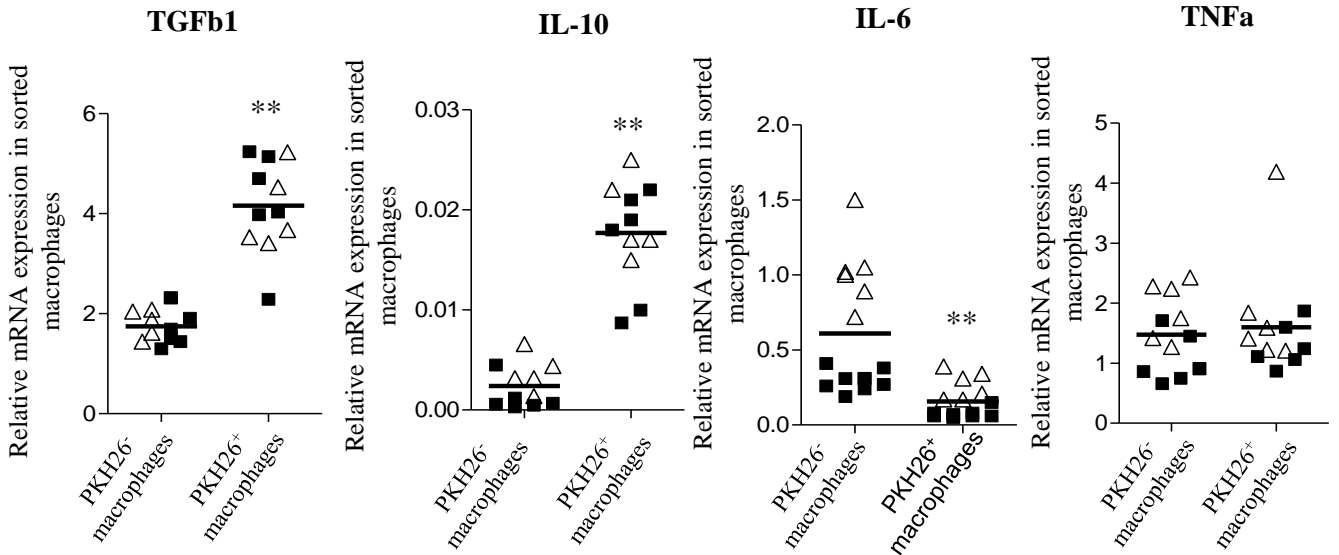 TGFb1
Relative mRNA expression in sorted
macrophages
6
4
2
0
**
PKH26-
macrophages
PKH26+
macrophages
IL-10
Relative mRNA expression in sorted
macrophages
0.03
0.02
0.01
0.00
**
PKH26-
macrophages
PKH26+
macrophages
IL-6
Relative mRNA expression in sorted
macrophages
2.0
1.5
1.0
0.5
0.0
**
PKH26-
macrophages
PKH26+
macrophages
TNFa
Relative mRNA expression in sorted
macrophages
5
4
3
2
1
0
PKH26-
macrophages
PKH26+
macrophages